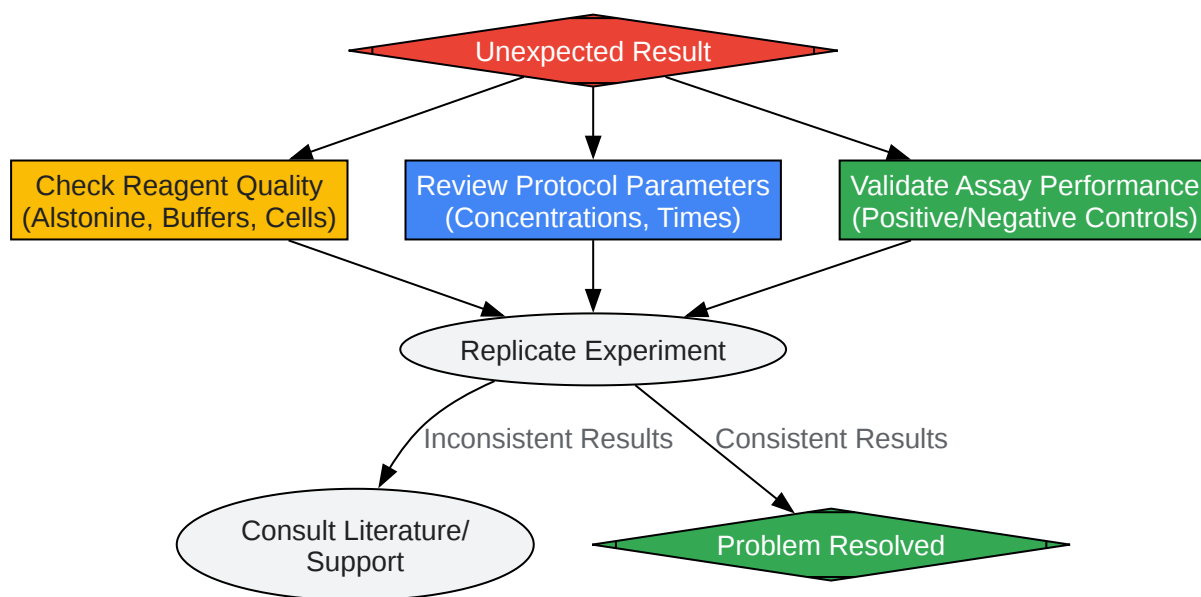 Unexpected Result
Check Reagent Quality
(Alstonine, Buffers, Cells)
Review Protocol Parameters
(Concentrations, Times)
Validate Assay Performance
(Positive/Negative Controls)
Replicate Experiment
Inconsistent Results
Consistent Results
Consult Literature/
Support
Problem Resolved